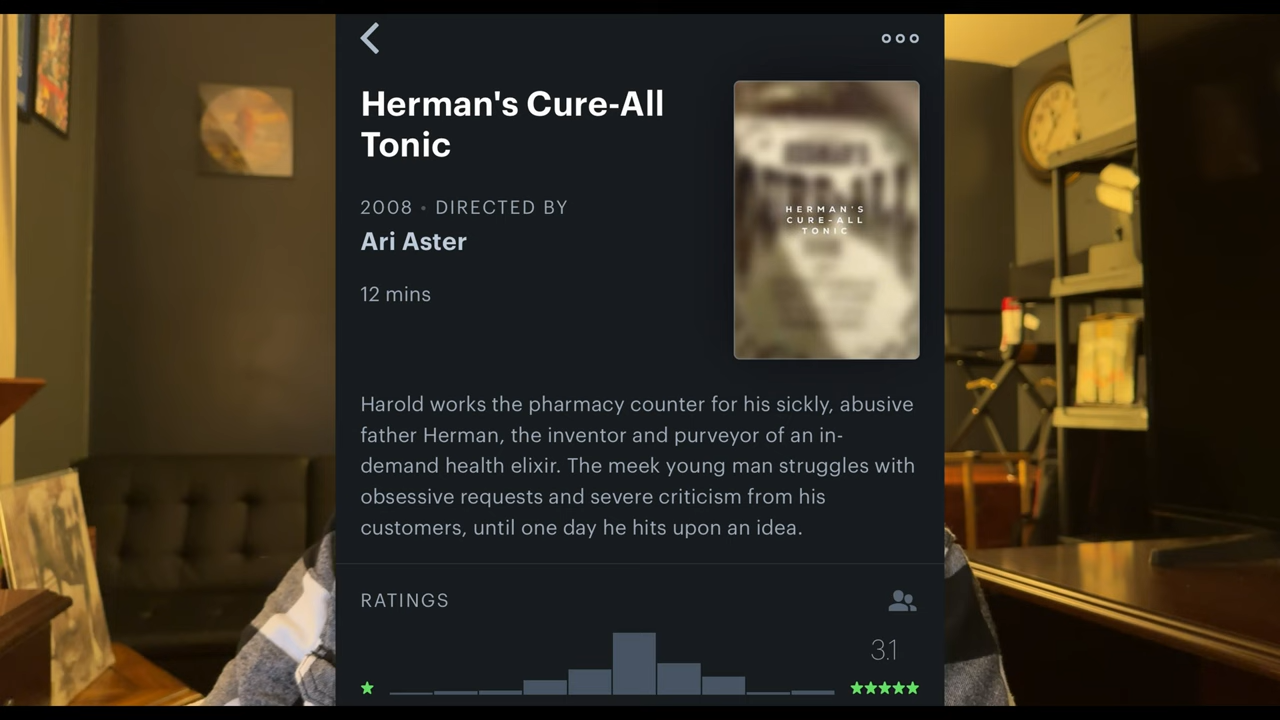 Herman's Cure-All
Tonic
2008 • DIRECTED BY
Ari Aster
12 mins
HERMAN'S
CURE-ALL
TONIC
Harold works the pharmacy counter for his sickly, abusive
father Herman, the inventor and purveyor of an in-
demand health elixir. The meek young man struggles with
obsessive requests and severe criticism from his
customers, until one day he hits upon an idea.
RATINGS
3.1